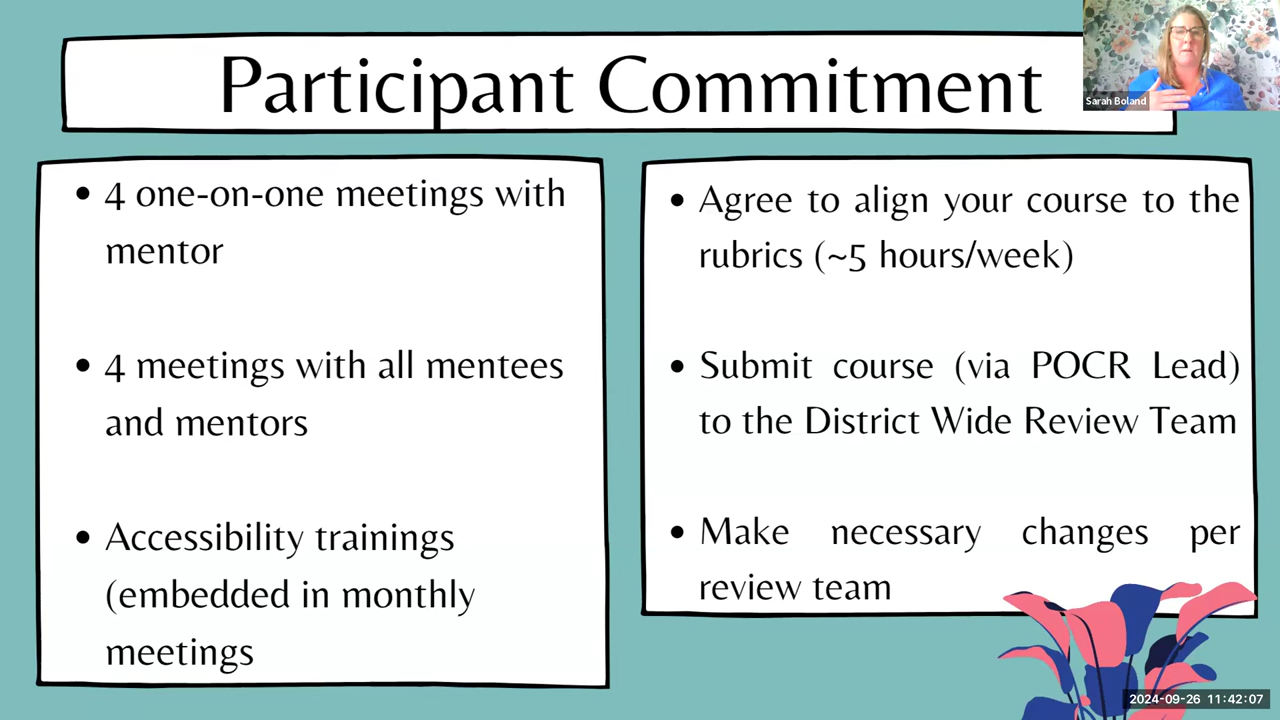 Participant Commitment
Sarah Boland
• 4 one-on-one meetings with
mentor
• 4 meetings with all mentees
and mentors
• Accessibility trainings
(embedded in monthly
meetings
• Agree to align your course to the
rubrics (~5 hours/week)
• Submit course (via POCR Lead)
to the District Wide Review Team
• Make necessary changes per
review team
2024-09-26 11:42:07